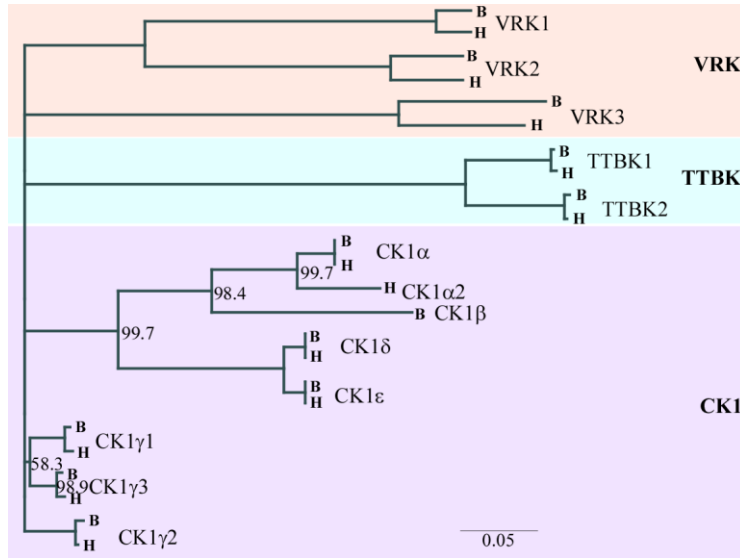 B
VRK1
H
B
VRK2
H
VRK
B
VRK3
H
B
TTBK1
H
TTBK
B
TTBK2
H
B
CK1α
H
99.7
H CK1α2
98.4
B CK1β
99.7
B
CK1δ
H
B
CK1ε
H
CK1
B
CK1γ1
H
58.3
B
98.9 CK1γ3
H
B
CK1γ2
H
0.05